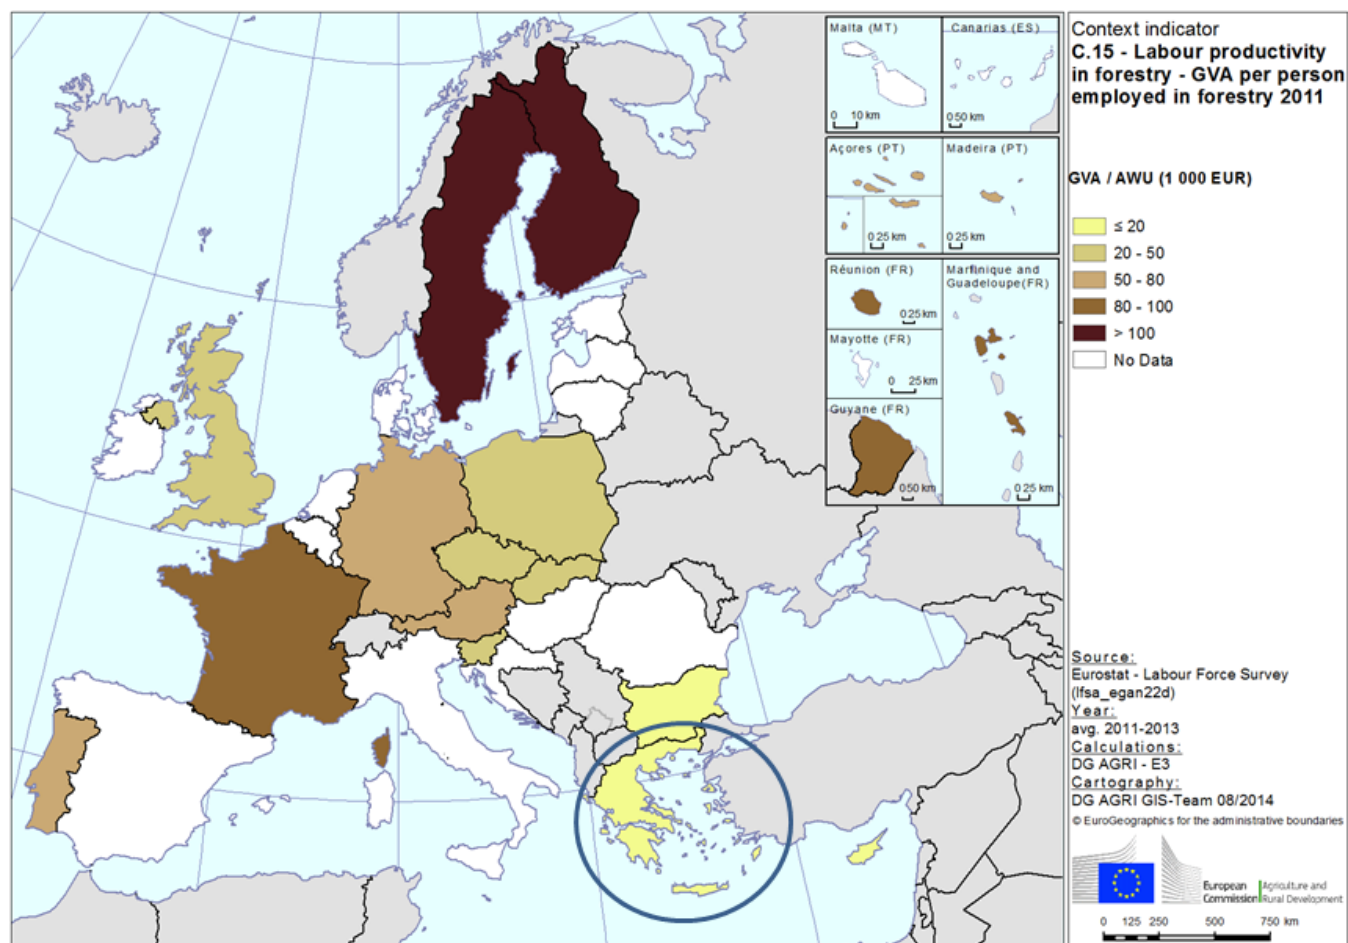 Context indicator
C.15 - Labour productivity
in forestry - GVA per person
employed in forestry 2011
GVA / AWU (1 000 EUR)
≤ 20
20 - 50
50 - 80
80 - 100
> 100
No Data
Malta (MT)
0 10 km
Canarias (ES)
0 50 km
Açores (PT)
0 25 km
Madeira (PT)
0 25 km
Réunion (FR)
0 25 km
Martinique and
Guadeloupe(FR)
0 25 km
Mayotte (FR)
0 25 km
Guyane (FR)
0 50 km
Source:
Eurostat - Labour Force Survey
(lfsa_egan22d)
Year:
avg. 2011-2013
Calculations:
DG AGRI - E3
Cartography:
DG AGRI GIS-Team 08/2014
© EuroGeographics for the administrative boundaries
European
Commission
Agriculture and
Rural Development
0 125 250 500 750 km